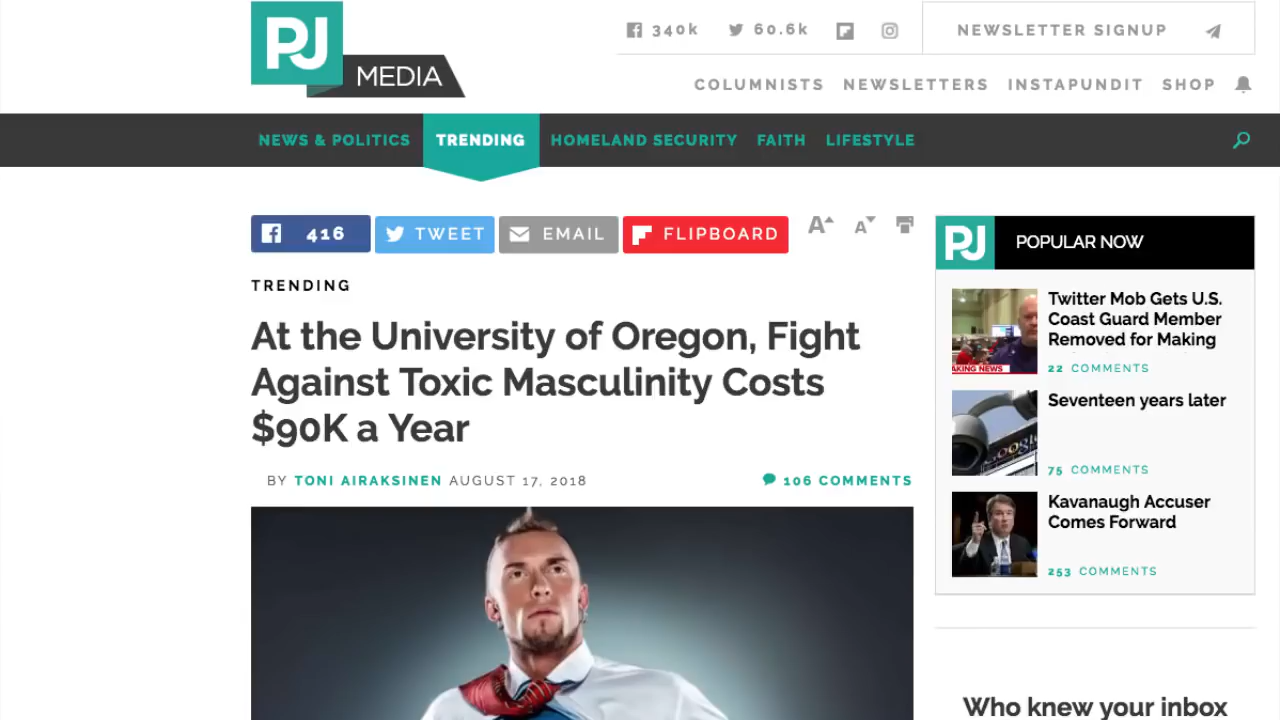 PJ
MEDIA
340k
60.6k
NEWSLETTER SIGNUP
COLUMNISTS NEWSLETTERS INSTAPUNDIT SHOP
NEWS & POLITICS TRENDING HOMELAND SECURITY FAITH LIFESTYLE
416 TWEET EMAIL FLIPBOARD A A
TRENDING
At the University of Oregon, Fight
Against Toxic Masculinity Costs
$90K a Year
BY TONI AIRAKSINEN AUGUST 17, 2018
106 COMMENTS
PJ POPULAR NOW
Twitter Mob Gets U.S.
Coast Guard Member
Removed for Making
22 COMMENTS
AKING NEWS
Seventeen years later
75 COMMENTS
Google
Kavanaugh Accuser
Comes Forward
253 COMMENTS
Who knew your inbox